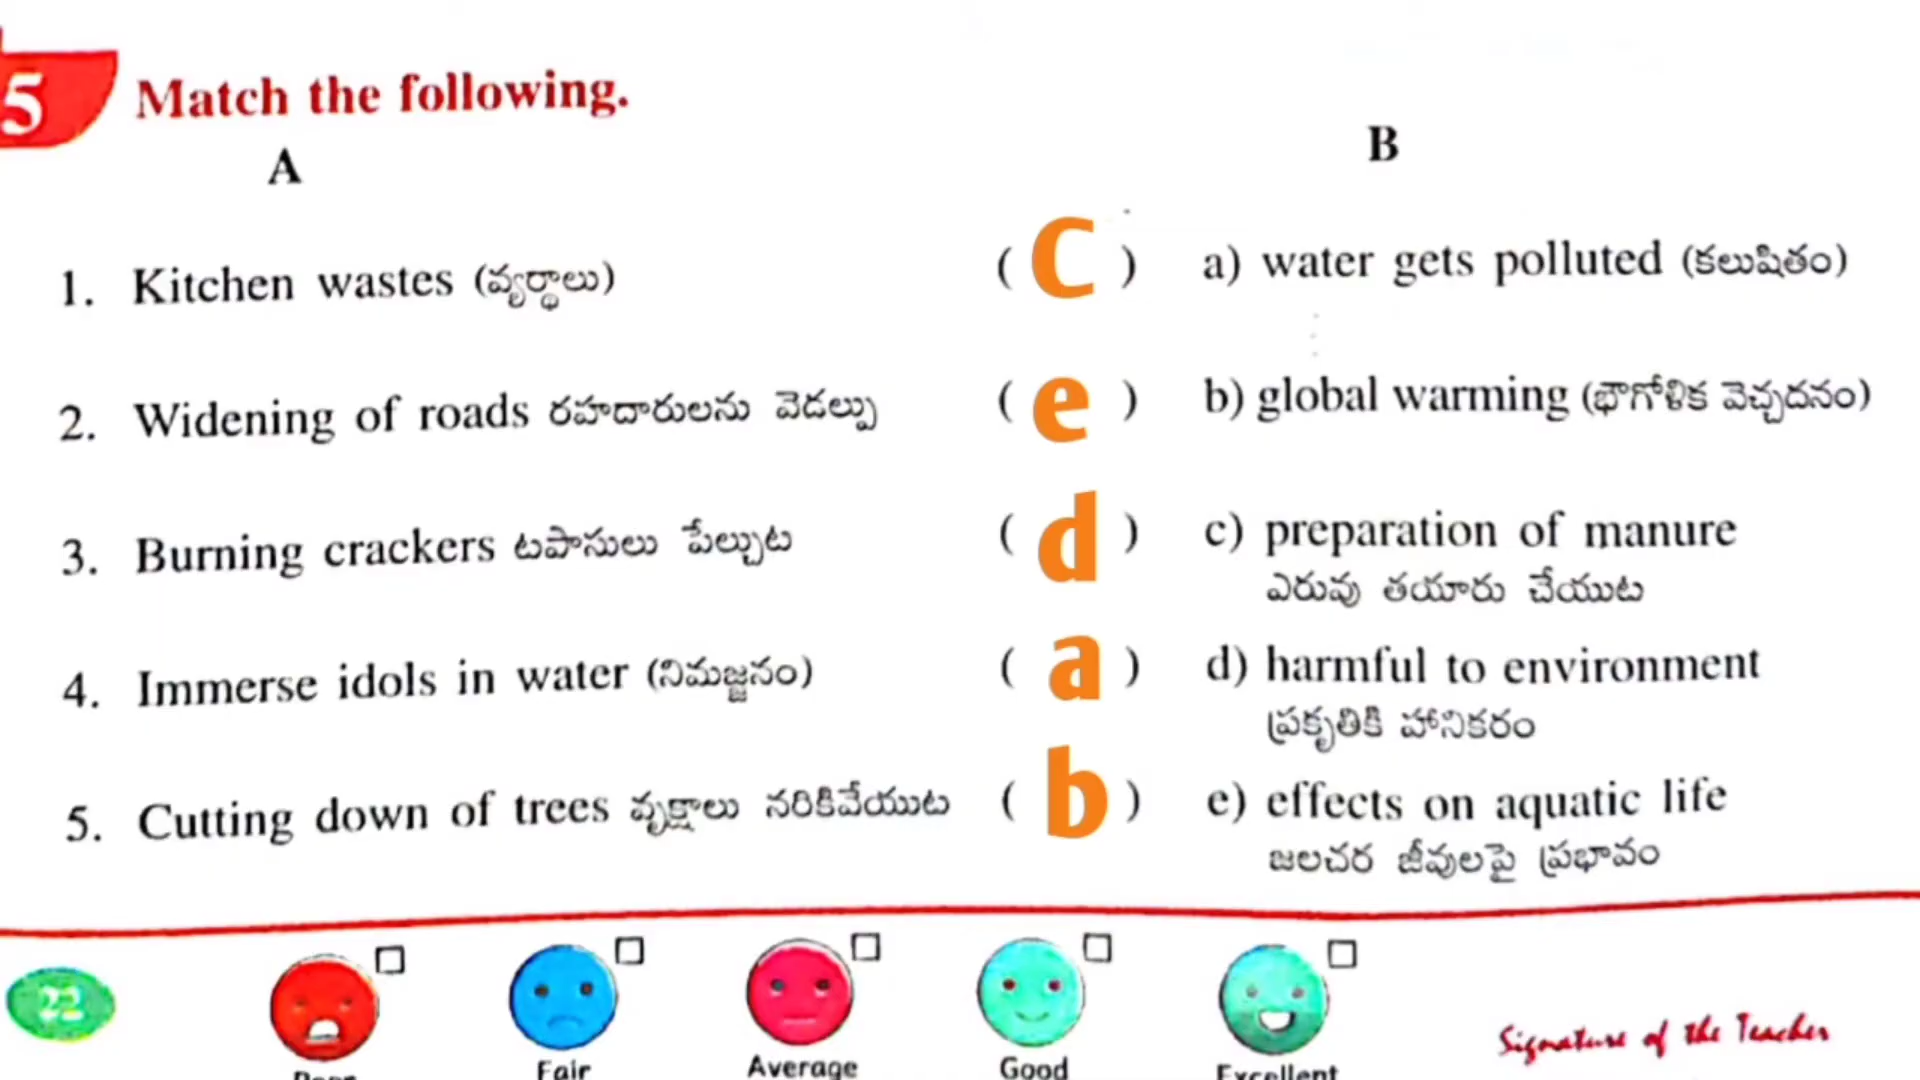 5 Match the following.
A B
1. Kitchen wastes (వ్యర్థాలు) ( C ) a) water gets polluted (కలుషితం)
2. Widening of roads రహదారులను వెడల్పు ( e ) b) global warming (భౌగోళిక వెచ్చదనం)
3. Burning crackers టపాసులు పేల్చుట ( d ) c) preparation of manure
ఎరువు తయారు చేయుట
4. Immerse idols in water (నిమజ్జనం) ( a ) d) harmful to environment
ప్రకృతికి హానికరం
5. Cutting down of trees వృక్షాలు నరికివేయుట ( b ) e) effects on aquatic life
జలచర జీవులపై ప్రభావం
22 Fair Average Good Excellent
Signature of the Teacher